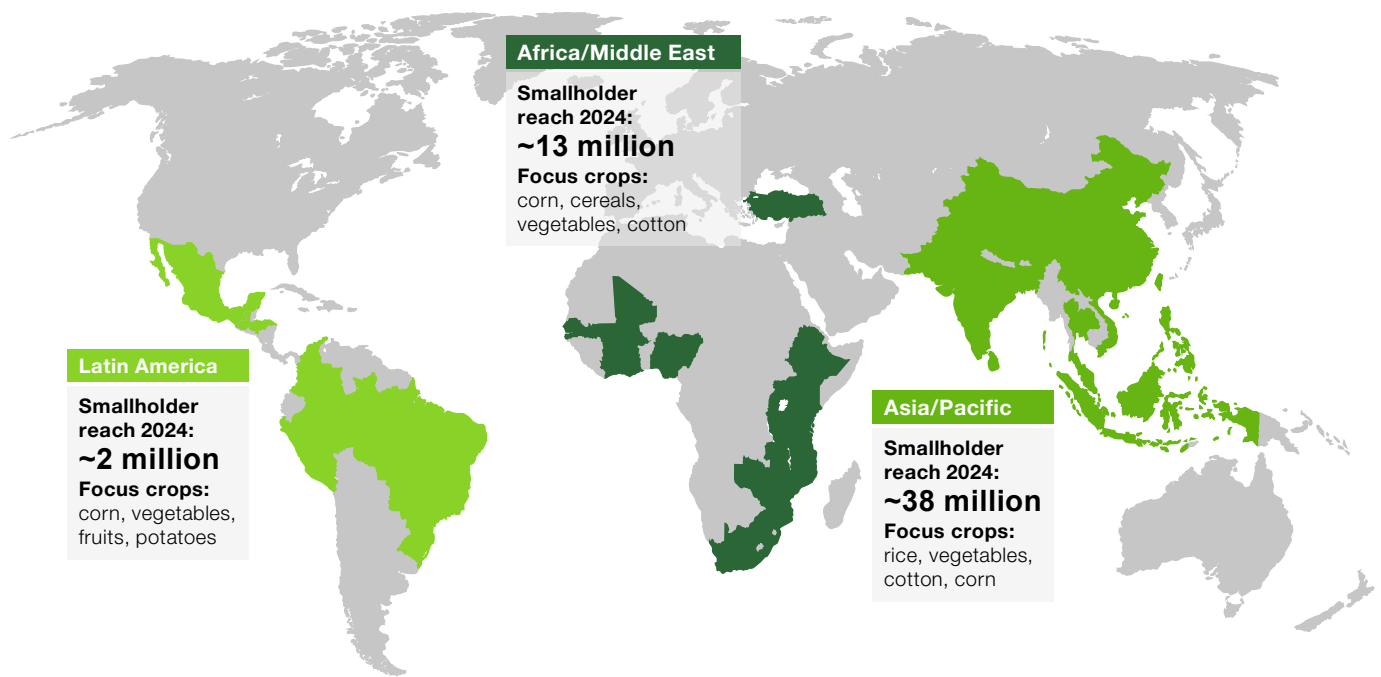 Africa/Middle East
Smallholder
reach 2024:
~13 million
Focus crops:
corn, cereals,
vegetables, cotton
Latin America
Smallholder
reach 2024:
~2 million
Focus crops:
corn, vegetables,
fruits, potatoes
Asia/Pacific
Smallholder
reach 2024:
~38 million
Focus crops:
rice, vegetables,
cotton, corn